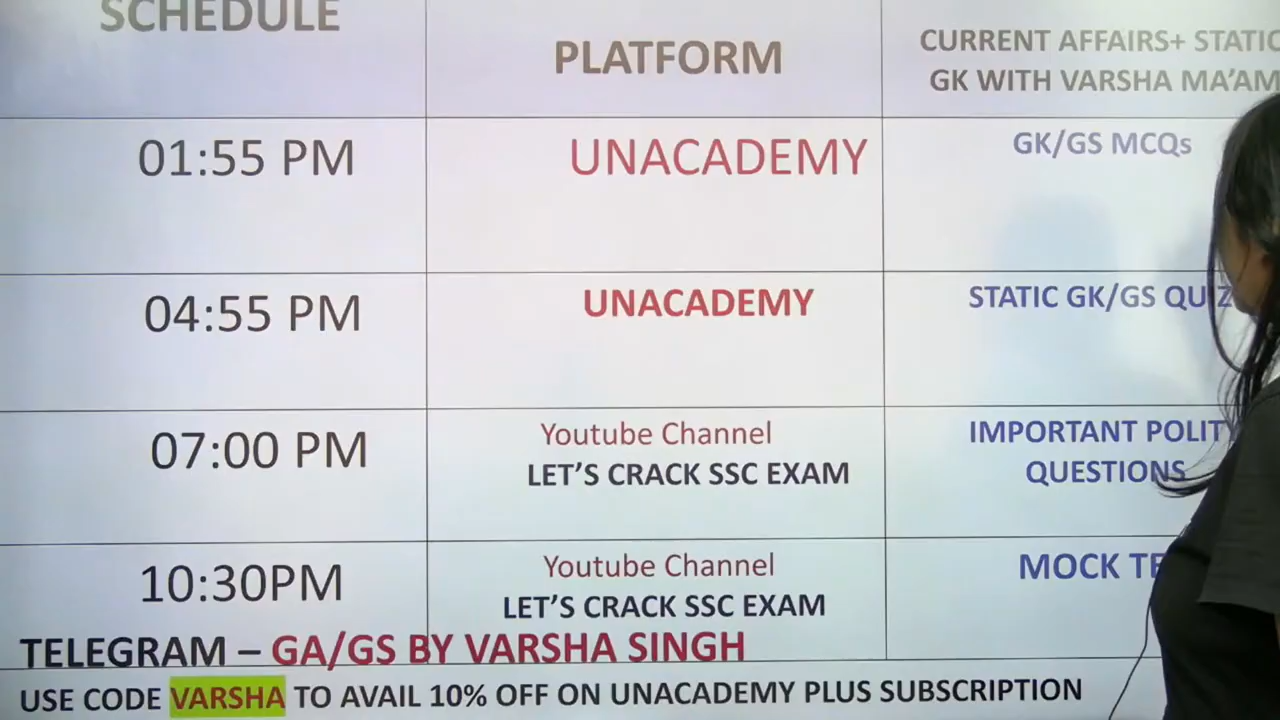 SCHEDULE
PLATFORM
CURRENT AFFAIRS+ STATIC
GK WITH VARSHA MA'AM
01:55 PM
UNACADEMY
GK/GS MCQs
04:55 PM
UNACADEMY
STATIC GK/GS QUIZ
07:00 PM
Youtube Channel
LET'S CRACK SSC EXAM
IMPORTANT POLITY
QUESTIONS
10:30PM
Youtube Channel
LET'S CRACK SSC EXAM
MOCK
TELEGRAM – GA/GS BY VARSHA SINGH
USE CODE VARSHA TO AVAIL 10% OFF ON UNACADEMY PLUS SUBSCRIPTION